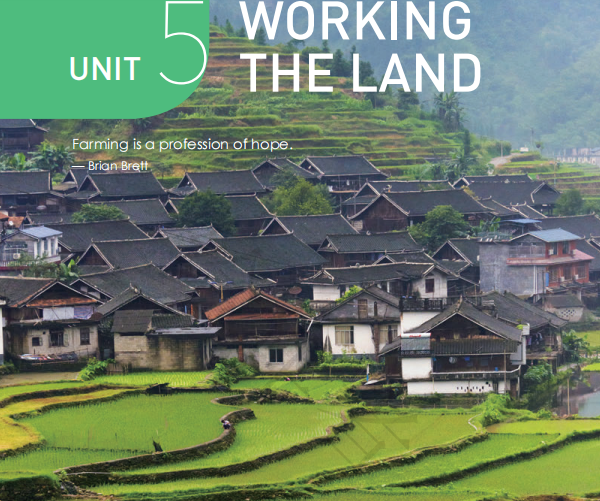 UNIT 5
WORKING
THE LAND
Farming is a profession of hope.
— Brian Brett